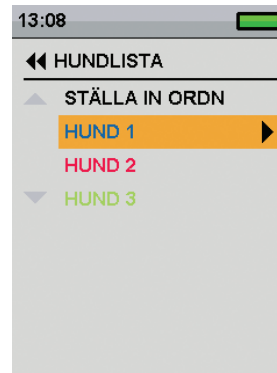 13:08
HUNDLISTA
STÄLLA IN ORDN
HUND 1
HUND 2
HUND 3